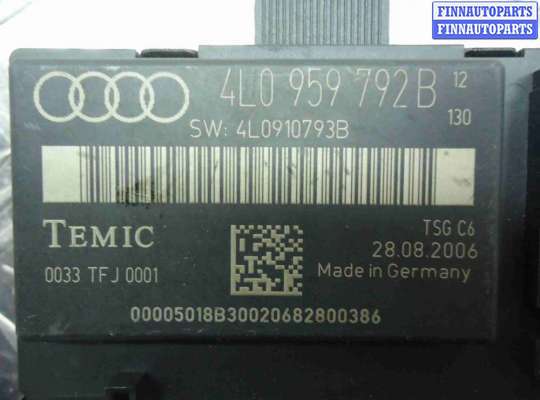 FINNAUTOPARTS
FINNAUTOPARTS
4L0 959 792B 12
130
SW: 4L0910793B
TEMIC
TSG C6
28.08.2006
0033 TFJ 0001
Made in Germany
00005018B30020682800386